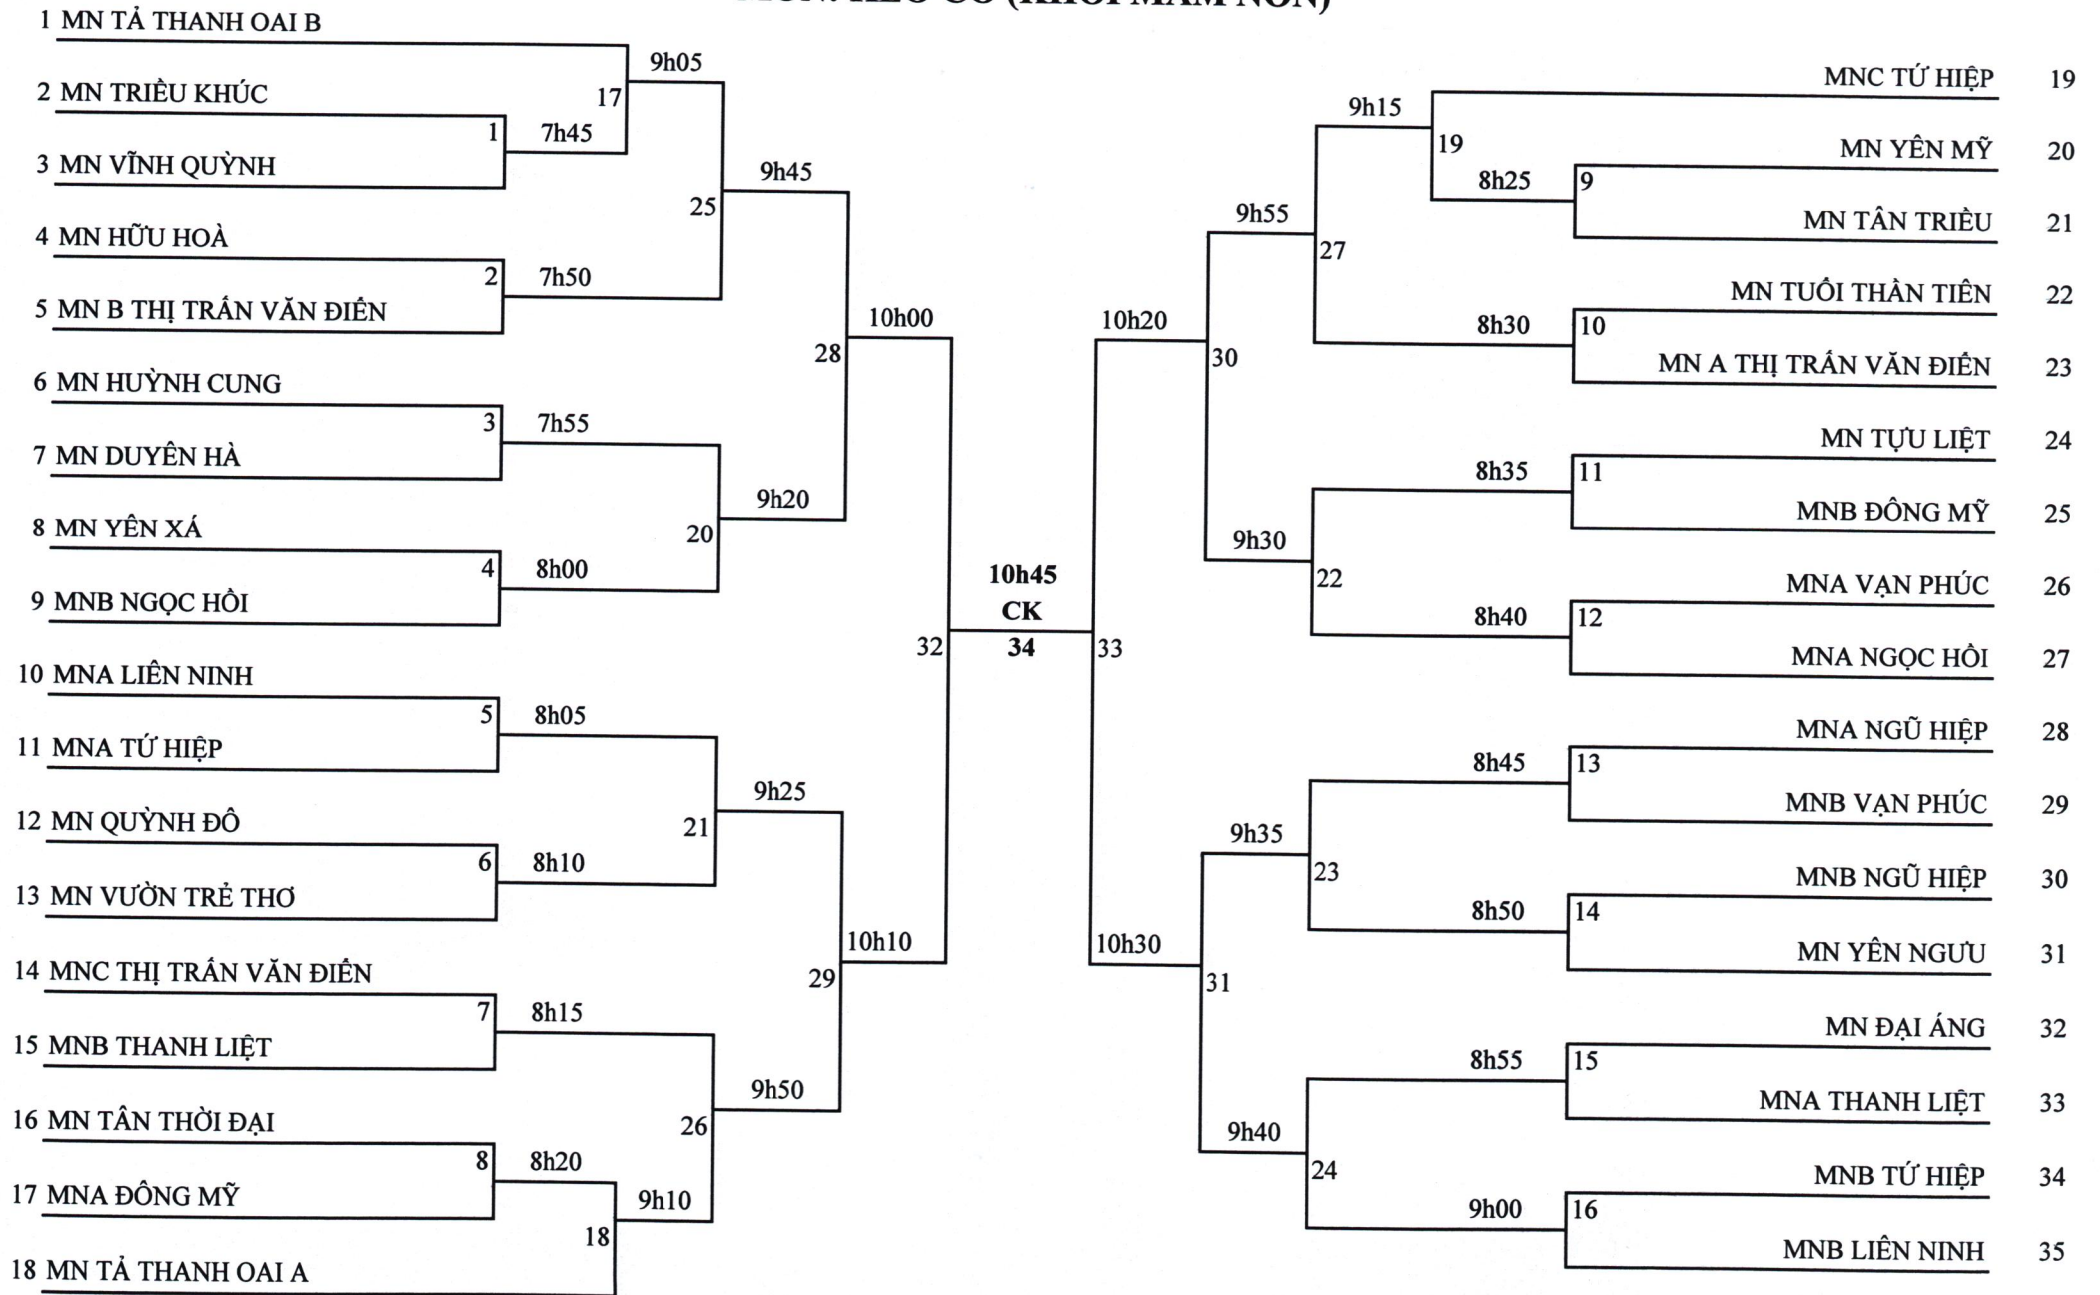 1 MN TẢ THANH OAI B
2 MN TRIỀU KHÚC
3 MN VĨNH QUỲNH
4 MN HỮU HOÀ
5 MN B THỊ TRẤN VĂN ĐIỂN
6 MN HUỲNH CUNG
7 MN DUYÊN HÀ
8 MN YÊN XÁ
9 MNB NGỌC HỒI
10 MNA LIÊN NINH
11 MNA TỨ HIỆP
12 MN QUỲNH ĐÔ
13 MN VƯỜN TRẺ THƠ
14 MNC THỊ TRẤN VĂN ĐIỂN
15 MNB THANH LIỆT
16 MN TÂN THỜI ĐẠI
17 MNA ĐÔNG MỸ
18 MN TẢ THANH OAI A
1 7h45
2 7h50
3 7h55
4 8h00
5 8h05
6 8h10
7 8h15
8 8h20
17 9h05
18 9h10
25 9h45
20 9h20
21 9h25
26 9h50
28 10h00
29 10h10
32
10h45
CK
34
33
10h20 30
10h30 31
9h55 27
9h30 22
9h35 23
9h40 24
9h15 19
8h25 9
8h30 10
8h35 11
8h40 12
8h45 13
8h50 14
8h55 15
9h00 16
MNC TỨ HIỆP 19
MN YÊN MỸ 20
MN TÂN TRIỀU 21
MN TUỔI THẦN TIÊN 22
MN A THỊ TRẤN VĂN ĐIỂN 23
MN TỰU LIỆT 24
MNB ĐÔNG MỸ 25
MNA VẠN PHÚC 26
MNA NGỌC HỒI 27
MNA NGŨ HIỆP 28
MNB VẠN PHÚC 29
MNB NGŨ HIỆP 30
MN YÊN NGƯU 31
MN ĐẠI ÁNG 32
MNA THANH LIỆT 33
MNB TỨ HIỆP 34
MNB LIÊN NINH 35